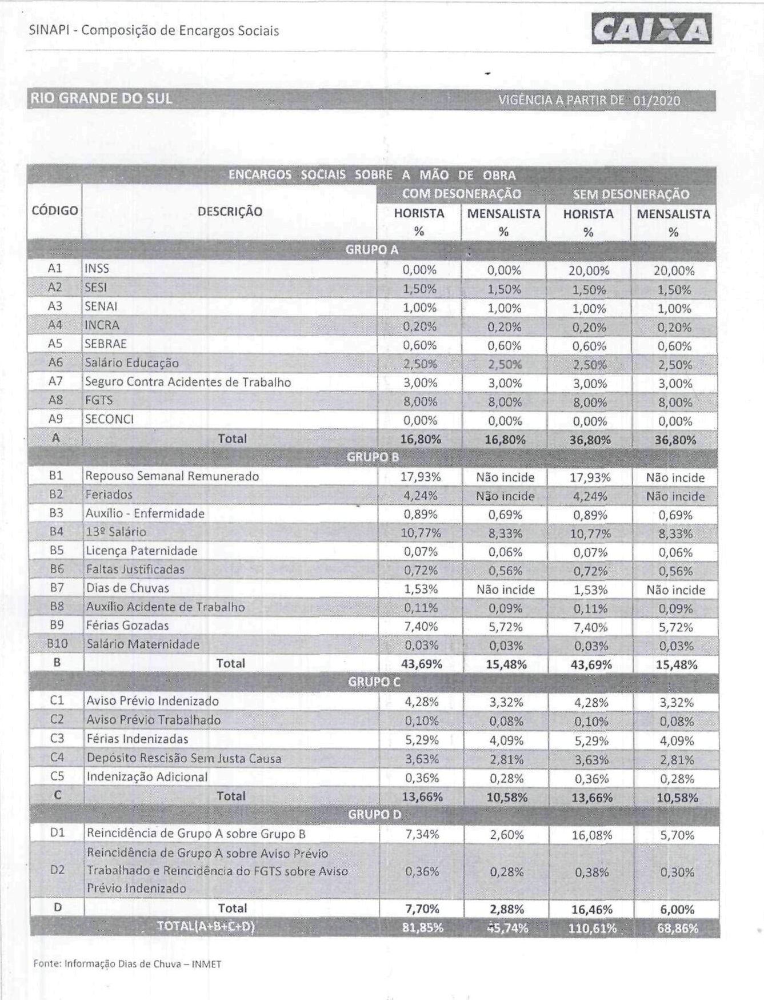 SINAPI - Composição de Encargos Sociais
CAIXA
RIO GRANDE DO SUL VIGÊNCIA A PARTIR DE 01/2020
ENCARGOS SOCIAIS SOBRE A MÃO DE OBRA
COM DESONERAÇÃO SEM DESONERAÇÃO
CÓDIGO DESCRIÇÃO HORISTA MENSALISTA HORISTA MENSALISTA
% % % %
GRUPO A
A1 INSS 0,00% 0,00% 20,00% 20,00%
A2 SESI 1,50% 1,50% 1,50% 1,50%
A3 SENAI 1,00% 1,00% 1,00% 1,00%
A4 INCRA 0,20% 0,20% 0,20% 0,20%
A5 SEBRAE 0,60% 0,60% 0,60% 0,60%
A6 Salário Educação 2,50% 2,50% 2,50% 2,50%
A7 Seguro Contra Acidentes de Trabalho 3,00% 3,00% 3,00% 3,00%
A8 FGTS 8,00% 8,00% 8,00% 8,00%
A9 SECONCI 0,00% 0,00% 0,00% 0,00%
A Total 16,80% 16,80% 36,80% 36,80%
GRUPO B
B1 Repouso Semanal Remunerado 17,93% Não incide 17,93% Não incide
B2 Feriados 4,24% Não incide 4,24% Não incide
B3 Auxílio - Enfermidade 0,89% 0,69% 0,89% 0,69%
B4 13º Salário 10,77% 8,33% 10,77% 8,33%
B5 Licença Paternidade 0,07% 0,06% 0,07% 0,06%
B6 Faltas Justificadas 0,72% 0,56% 0,72% 0,56%
B7 Dias de Chuvas 1,53% Não incide 1,53% Não incide
B8 Auxílio Acidente de Trabalho 0,11% 0,09% 0,11% 0,09%
B9 Férias Gozadas 7,40% 5,72% 7,40% 5,72%
B10 Salário Maternidade 0,03% 0,03% 0,03% 0,03%
B Total 43,69% 15,48% 43,69% 15,48%
GRUPO C
C1 Aviso Prévio Indenizado 4,28% 3,32% 4,28% 3,32%
C2 Aviso Prévio Trabalhado 0,10% 0,08% 0,10% 0,08%
C3 Férias Indenizadas 5,29% 4,09% 5,29% 4,09%
C4 Depósito Rescisão Sem Justa Causa 3,63% 2,81% 3,63% 2,81%
C5 Indenização Adicional 0,36% 0,28% 0,36% 0,28%
C Total 13,66% 10,58% 13,66% 10,58%
GRUPO D
D1 Reincidência de Grupo A sobre Grupo B 7,34% 2,60% 16,08% 5,70%
Reincidência de Grupo A sobre Aviso Prévio
D2 Trabalhado e Reincidência do FGTS sobre Aviso 0,36% 0,28% 0,38% 0,30%
Prévio Indenizado
D Total 7,70% 2,88% 16,46% 6,00%
TOTAL(A+B+C+D) 81,85% 45,74% 110,61% 68,86%
Fonte: Informação Dias de Chuva – INMET